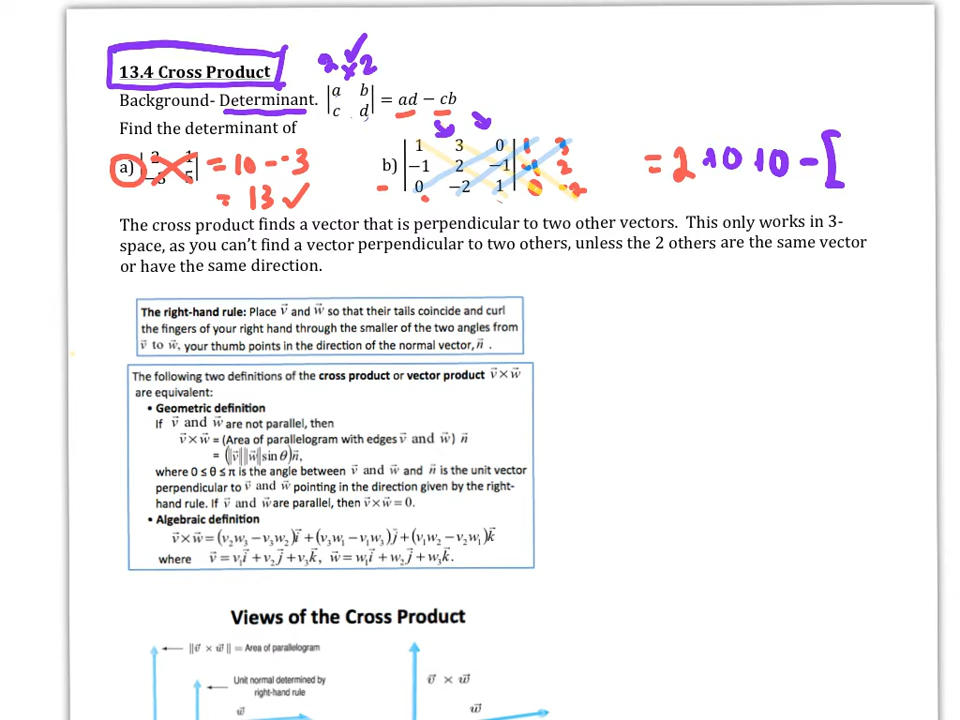 13.4 Cross Product
2 x 2
Background- Determinant. |a b| = ad − cb
|c d|
Find the determinant of
a) = 10 - -3
= 13 ✓
b) | 1 3 0| 1 3
|−1 2 −1| -1 2
| 0 −2 1| 0 -2
= 2 + 0 + 0 - [
The cross product finds a vector that is perpendicular to two other vectors. This only works in 3-
space, as you can't find a vector perpendicular to two others, unless the 2 others are the same vector
or have the same direction.
The right-hand rule: Place v⃗ and w⃗ so that their tails coincide and curl
the fingers of your right hand through the smaller of the two angles from
v⃗ to w⃗, your thumb points in the direction of the normal vector, n⃗ .
The following two definitions of the cross product or vector product v⃗×w⃗
are equivalent:
• Geometric definition
If v⃗ and w⃗ are not parallel, then
v⃗×w⃗ = (Area of parallelogram with edges v⃗ and w⃗) n⃗
= (‖v⃗‖‖w⃗‖sin θ)n⃗,
where 0 ≤ θ ≤ π is the angle between v⃗ and w⃗ and n⃗ is the unit vector
perpendicular to v⃗ and w⃗ pointing in the direction given by the right-
hand rule. If v⃗ and w⃗ are parallel, then v⃗×w⃗ = 0.
• Algebraic definition
v⃗×w⃗ = (v₂w₃ −v₃w₂)i⃗ +(v₃w₁ −v₁w₃)j⃗ +(v₁w₂ −v₂w₁)k⃗
where v⃗ = v₁i⃗ +v₂j⃗ +v₃k⃗, w⃗ = w₁i⃗ +w₂j⃗ +w₃k⃗.
Views of the Cross Product
‖v⃗ × w⃗‖ = Area of parallelogram
Unit normal determined by
right-hand rule
w⃗
v⃗ × w⃗
w⃗